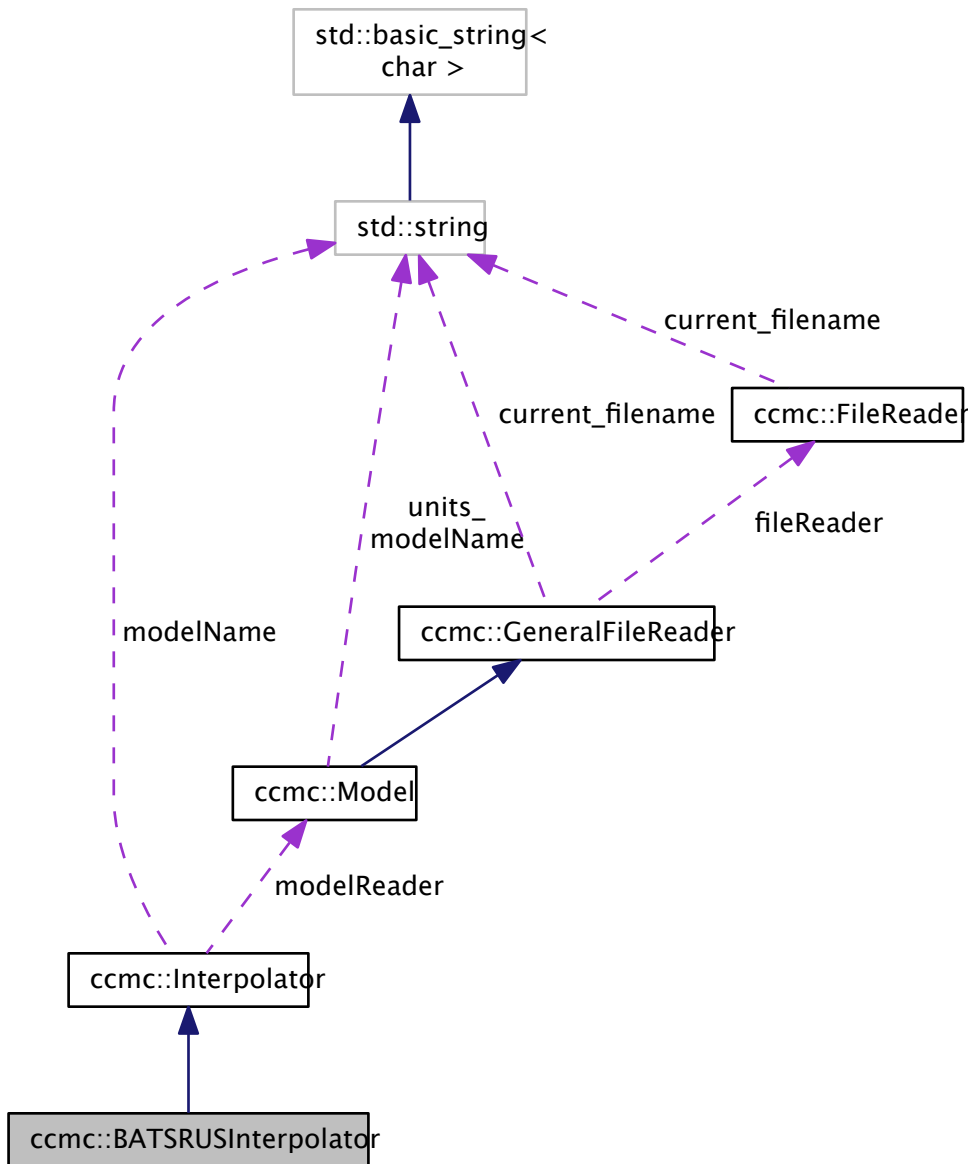 std::basic_string<
char >
std::string
current_filename
ccmc::FileReader
current_filename
units_
modelName
fileReader
modelName
ccmc::GeneralFileReader
ccmc::Model
modelReader
ccmc::Interpolator
ccmc::BATSRUSInterpolator